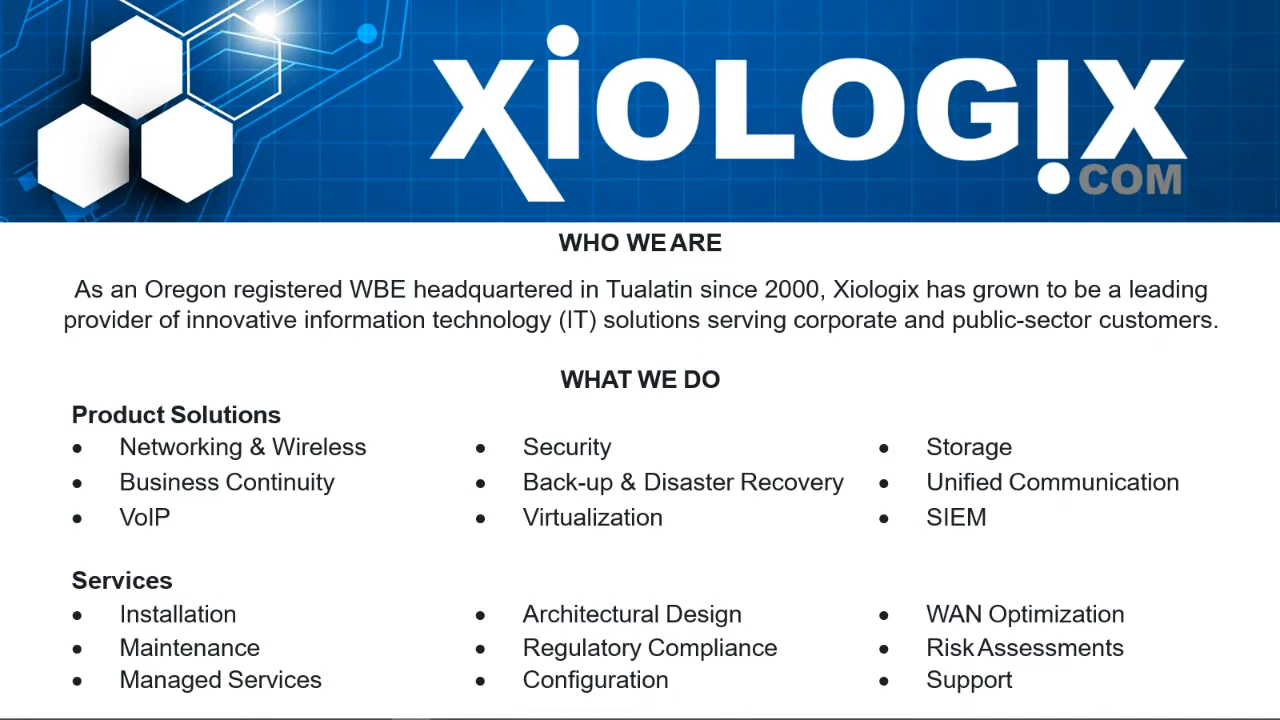 XiOLOGiX
.COM
WHO WE ARE
As an Oregon registered WBE headquartered in Tualatin since 2000, Xiologix has grown to be a leading
provider of innovative information technology (IT) solutions serving corporate and public-sector customers.
WHAT WE DO
Product Solutions
• Networking & Wireless • Security • Storage
• Business Continuity • Back-up & Disaster Recovery • Unified Communication
• VoIP • Virtualization • SIEM
Services
• Installation • Architectural Design • WAN Optimization
• Maintenance • Regulatory Compliance • Risk Assessments
• Managed Services • Configuration • Support